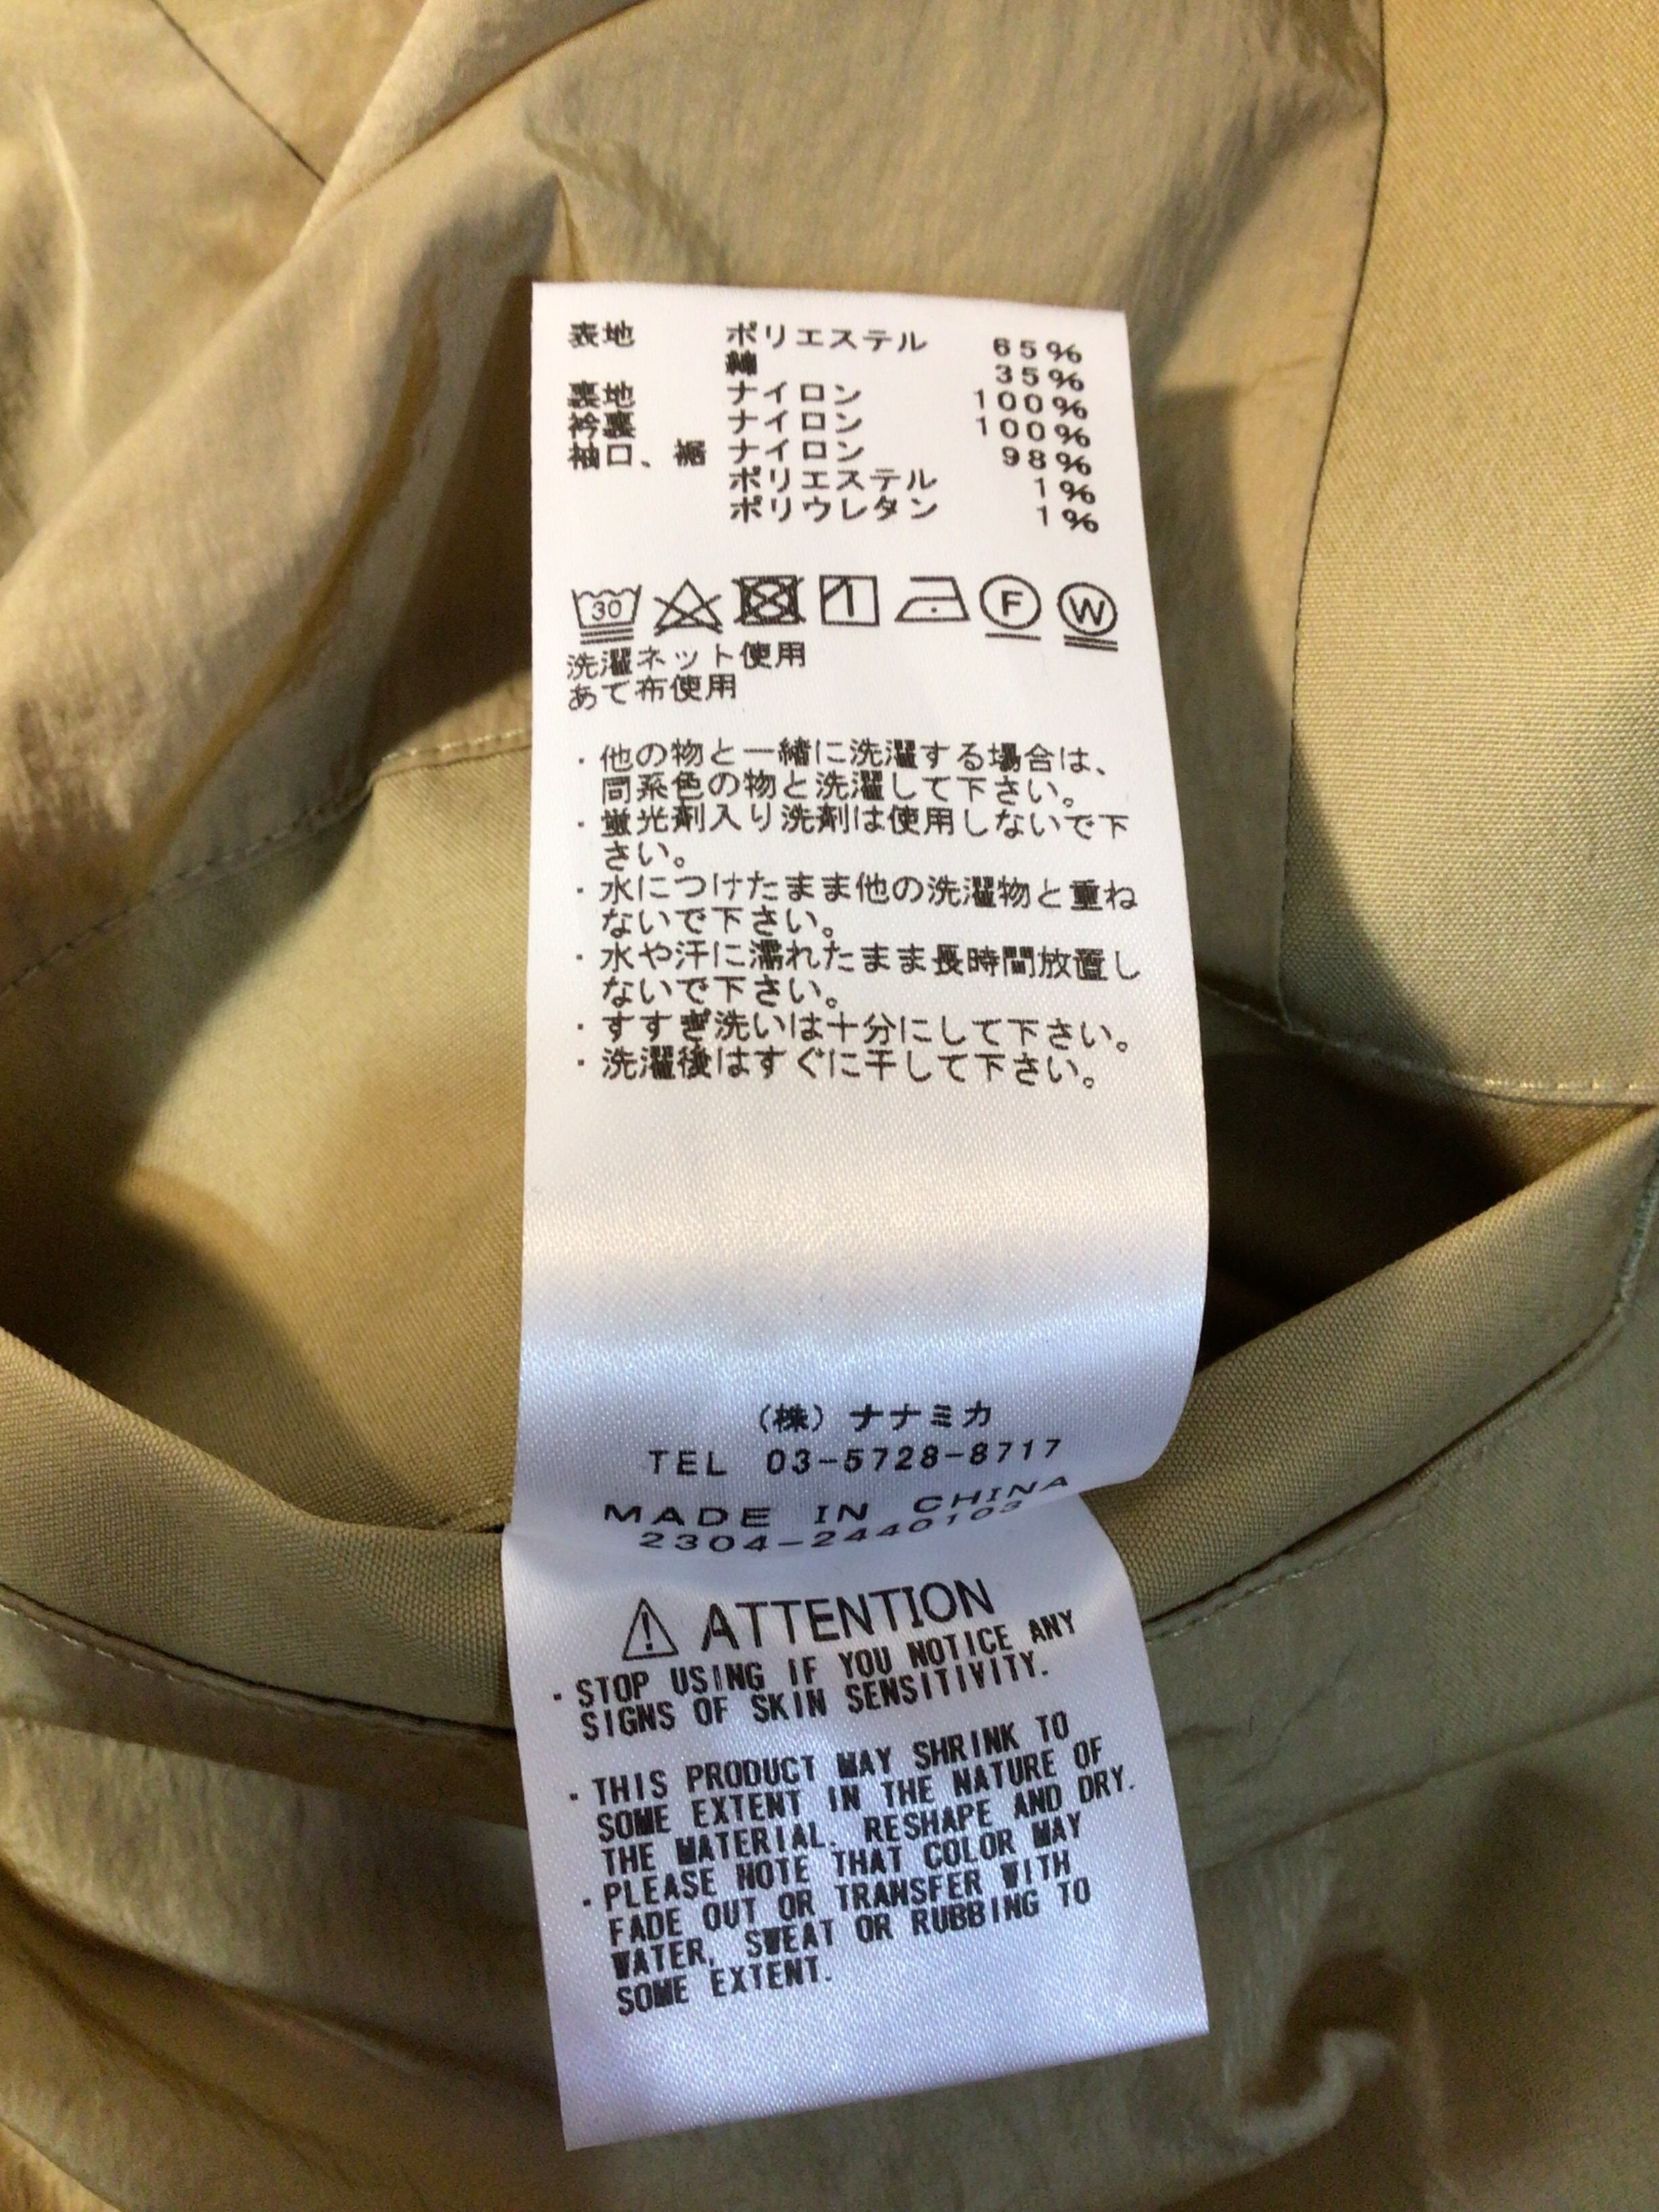 表地 ポリエステル 65%
綿 35%
裏地 ナイロン 100%
衿裏 ナイロン 100%
袖口、裾 ナイロン 98%
ポリエステル 1%
ポリウレタン 1%
30 F W
洗濯ネット使用
あて布使用
・他の物と一緒に洗濯する場合は、
同系色の物と洗濯して下さい。
・蛍光剤入り洗剤は使用しないで下
さい。
・水につけたまま他の洗濯物と重ね
ないで下さい。
・水や汗に濡れたまま長時間放置し
ないで下さい。
・すすぎ洗いは十分にして下さい。
・洗濯後はすぐに干して下さい。
(株)ナナミカ
TEL 03-5728-8717
MADE IN CHINA
2304-2440103
ATTENTION
・STOP USING IF YOU NOTICE ANY
SIGNS OF SKIN SENSITIVITY.
・THIS PRODUCT MAY SHRINK TO
SOME EXTENT IN THE NATURE OF
THE MATERIAL. RESHAPE AND DRY.
・PLEASE NOTE THAT COLOR MAY
FADE OUT OR TRANSFER WITH
WATER, SWEAT OR RUBBING TO
SOME EXTENT.